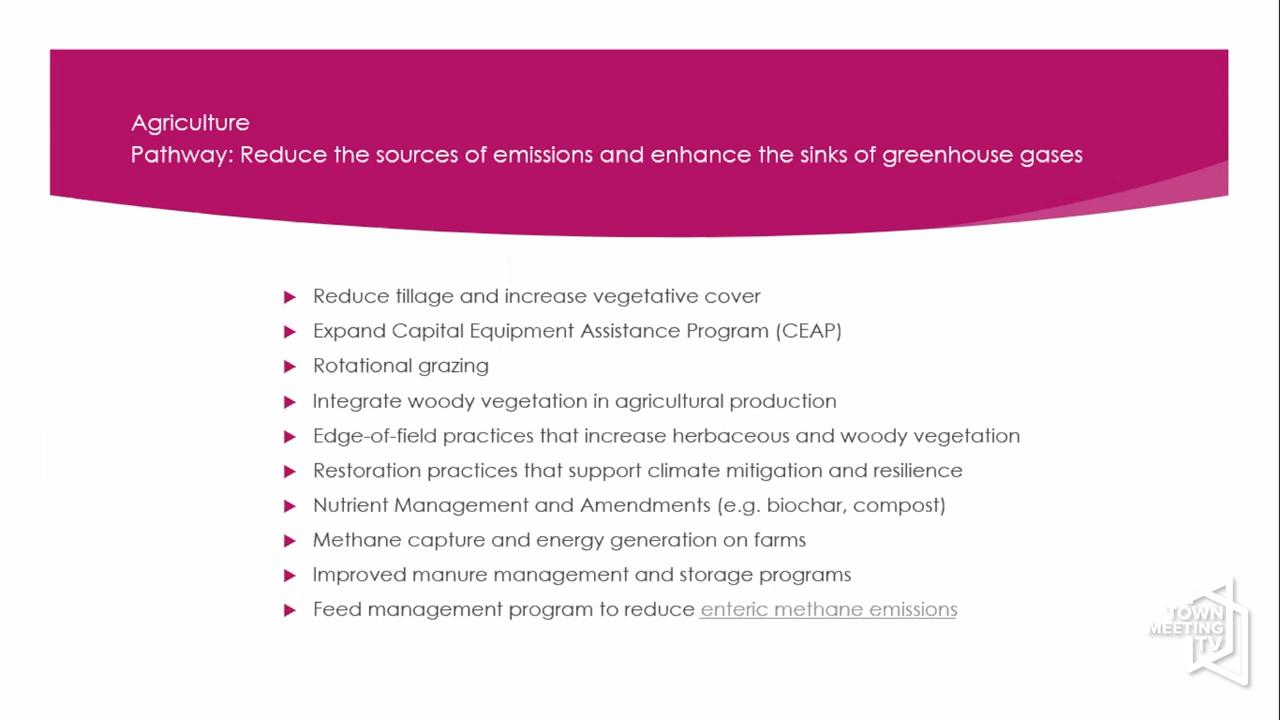 Agriculture
Pathway: Reduce the sources of emissions and enhance the sinks of greenhouse gases
Reduce tillage and increase vegetative cover
Expand Capital Equipment Assistance Program (CEAP)
Rotational grazing
Integrate woody vegetation in agricultural production
Edge-of-field practices that increase herbaceous and woody vegetation
Restoration practices that support climate mitigation and resilience
Nutrient Management and Amendments (e.g. biochar, compost)
Methane capture and energy generation on farms
Improved manure management and storage programs
Feed management program to reduce enteric methane emissions
TOWN
MEETING
TV